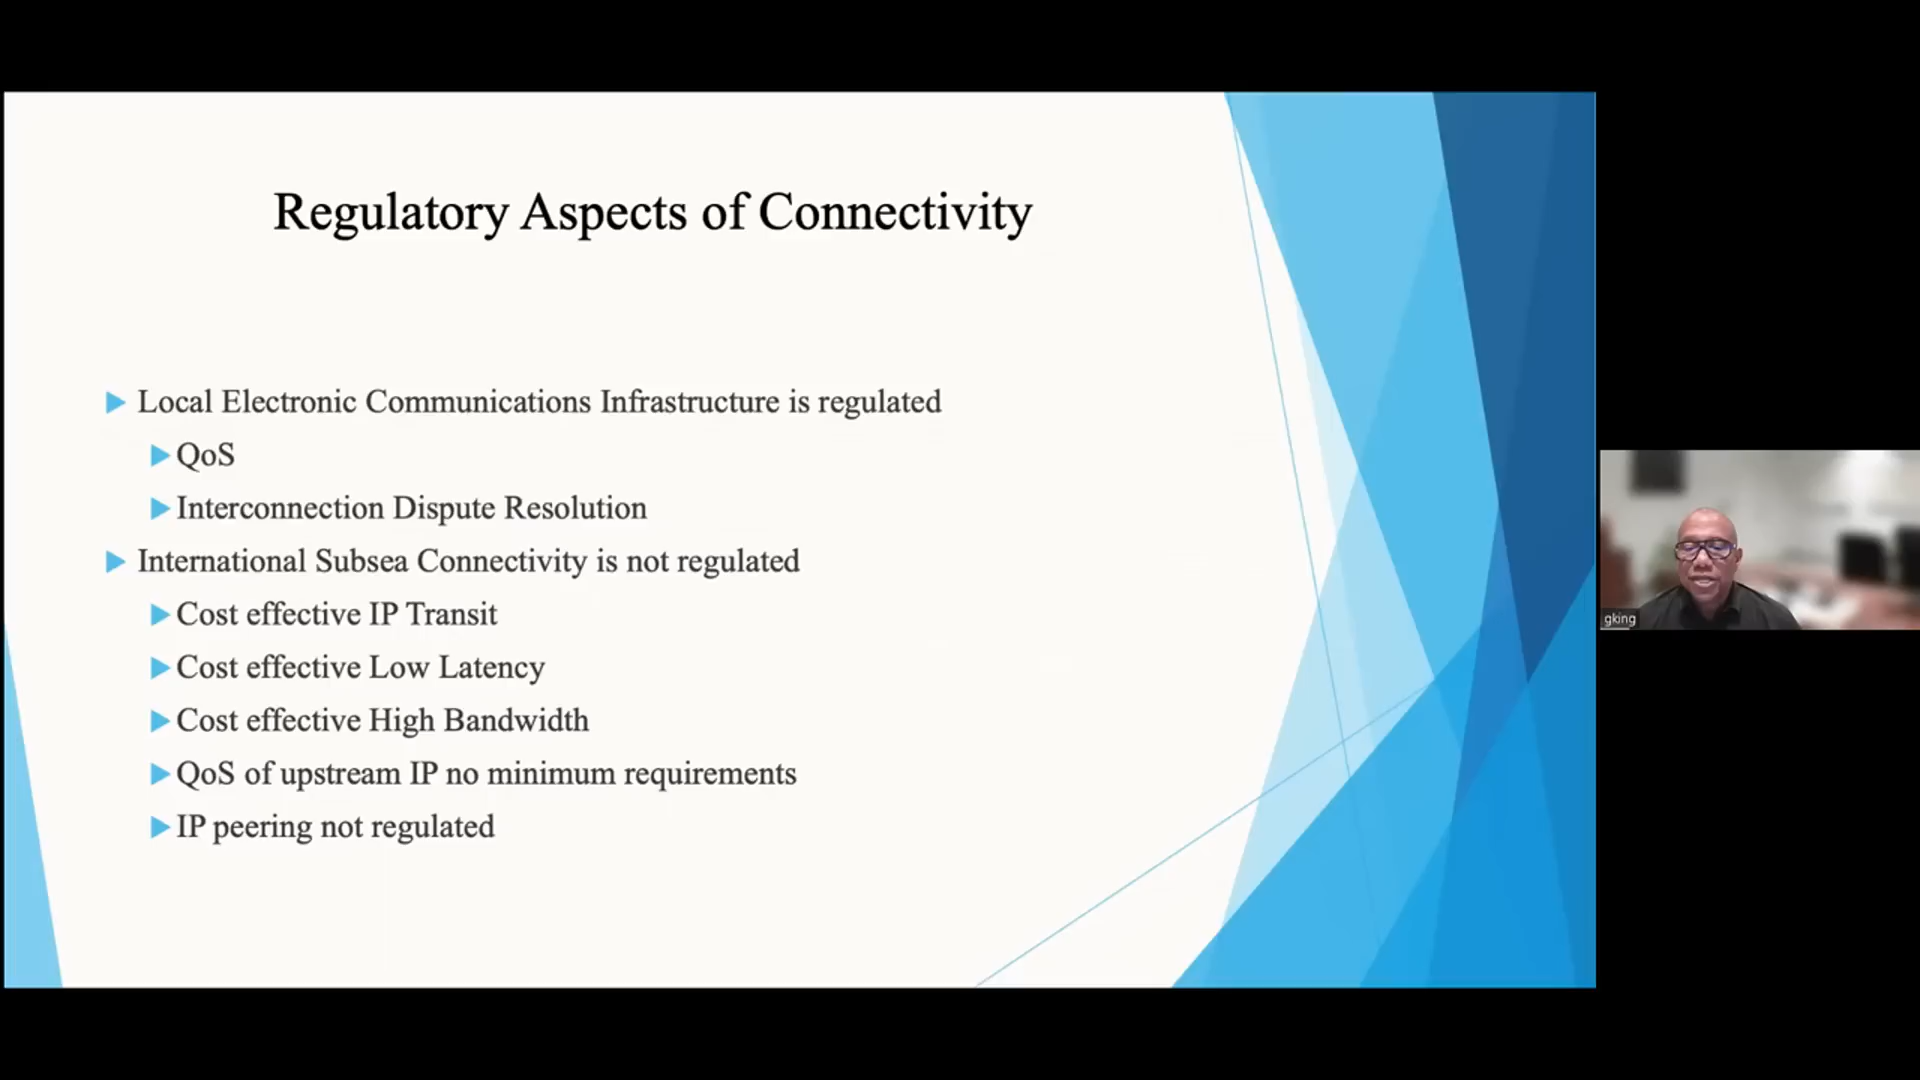 Regulatory Aspects of Connectivity
Local Electronic Communications Infrastructure is regulated
QoS
Interconnection Dispute Resolution
International Subsea Connectivity is not regulated
Cost effective IP Transit
Cost effective Low Latency
Cost effective High Bandwidth
QoS of upstream IP no minimum requirements
IP peering not regulated
gking